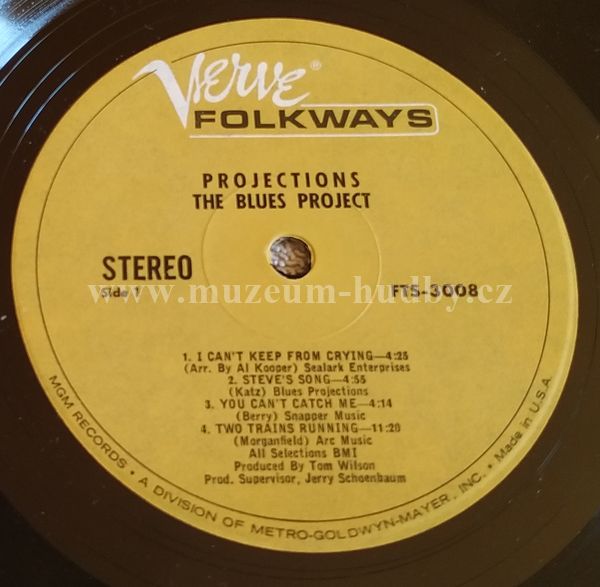 Verve®
FOLKWAYS
PROJECTIONS
THE BLUES PROJECT
STEREO
Side 1
FTS-3008
www.muzeum-hudby.cz
1. I CAN'T KEEP FROM CRYING—4:25
(Arr. By Al Kooper) Sealark Enterprises
2. STEVE'S SONG—4:55
(Katz) Blues Projections
3. YOU CAN'T CATCH ME—4:14
(Berry) Snapper Music
4. TWO TRAINS RUNNING—11:20
(Morganfield) Arc Music
All Selections BMI
Produced By Tom Wilson
Prod. Supervisor, Jerry Schoenbaum
MGM RECORDS • A DIVISION OF METRO-GOLDWYN-MAYER, INC. • Made in U.S.A.